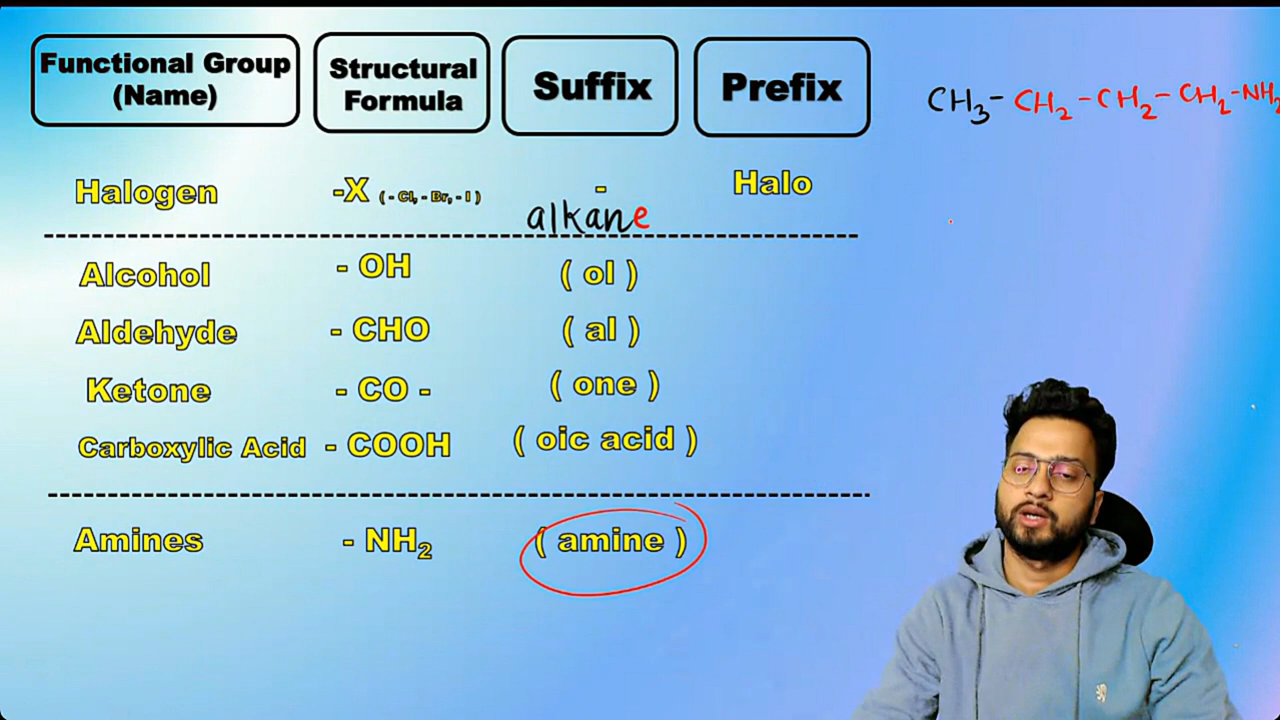 Functional Group (Name) Structural Formula Suffix Prefix
CH3-CH2-CH2-CH2-NH2
Halogen -X (-Cl,-Br,-I) - Halo
alkane
Alcohol - OH ( ol )
Aldehyde - CHO ( al )
Ketone - CO - ( one )
Carboxylic Acid - COOH ( oic acid )
Amines - NH2 ( amine )